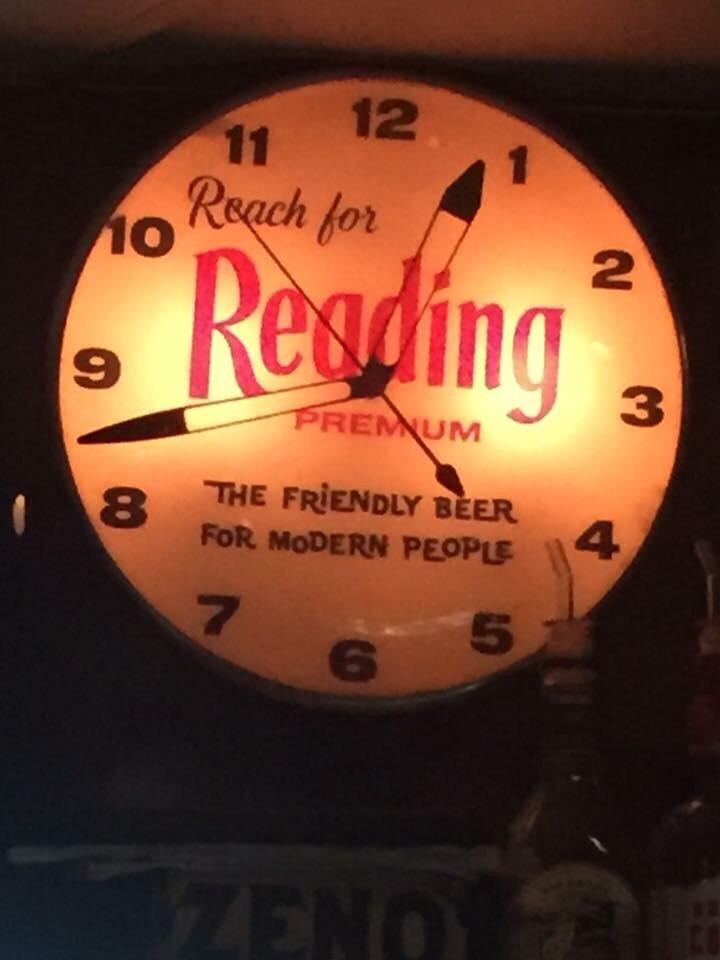 12
11
1
10
2
9
3
8
4
7
5
6
Reach for
Reading
PREMIUM
THE FRiENDLY BEER
FOR MODERN PEOPLE
ZENO